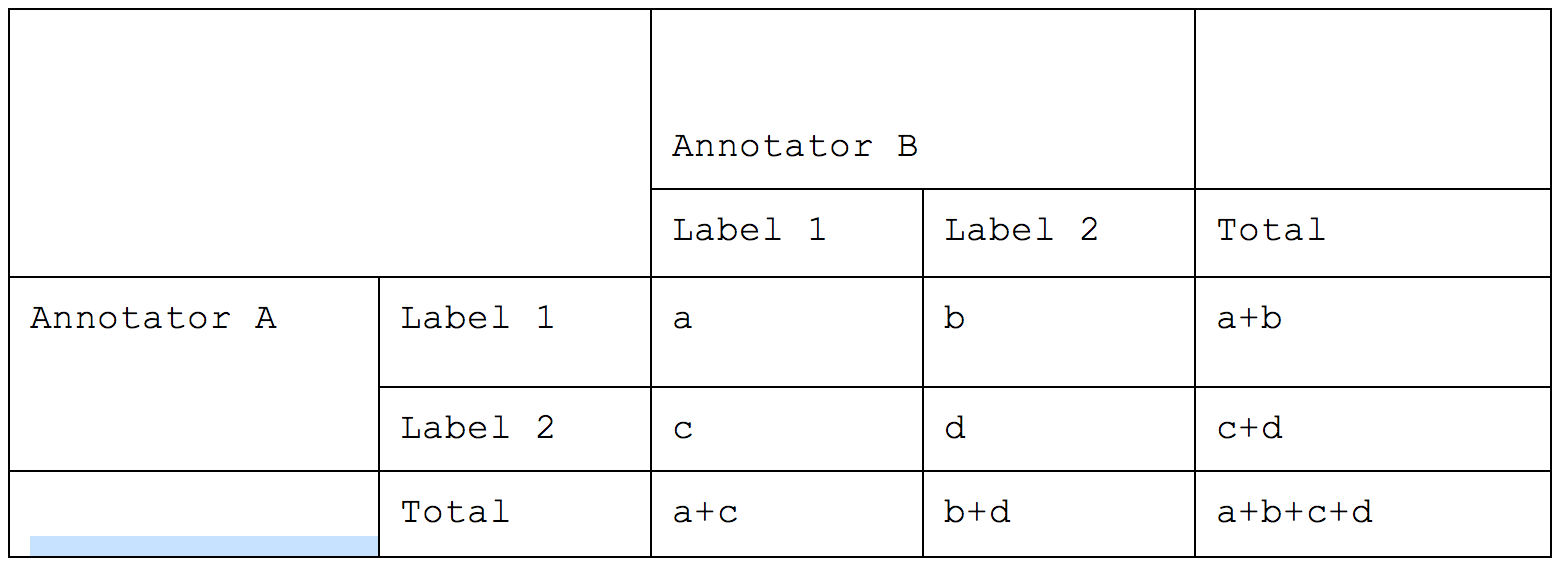 Annotator B
Label 1 Label 2 Total
Annotator A Label 1 a b a+b
Label 2 c d c+d
Total a+c b+d a+b+c+d